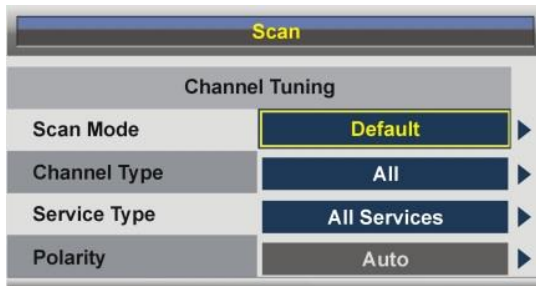 Scan
Channel Tuning
Scan Mode Default
Channel Type All
Service Type All Services
Polarity Auto